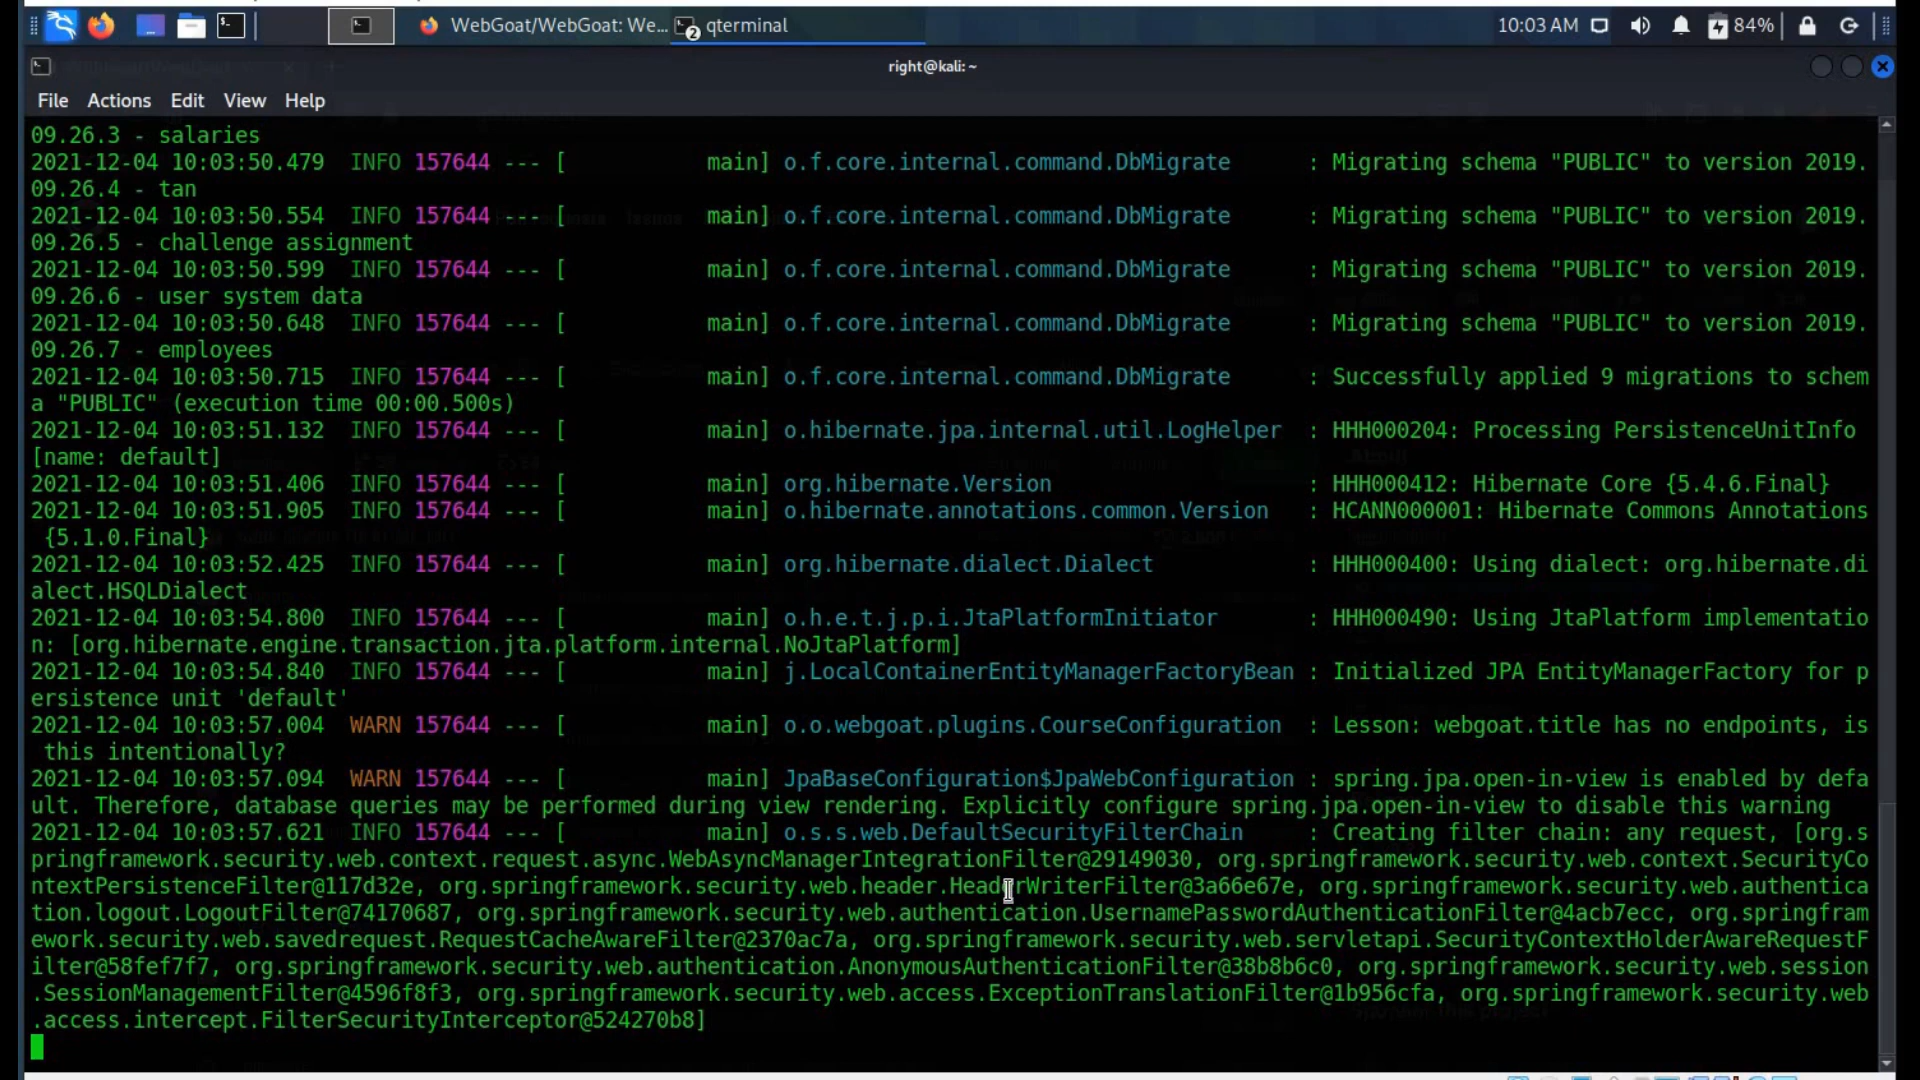 WebGoat/WebGoat: We... 2 qterminal 10:03 AM 84%
right@kali: ~
File Actions Edit View Help
09.26.3 - salaries
2021-12-04 10:03:50.479 INFO 157644 --- [ main] o.f.core.internal.command.DbMigrate : Migrating schema "PUBLIC" to version 2019.
09.26.4 - tan
2021-12-04 10:03:50.554 INFO 157644 --- [ main] o.f.core.internal.command.DbMigrate : Migrating schema "PUBLIC" to version 2019.
09.26.5 - challenge assignment
2021-12-04 10:03:50.599 INFO 157644 --- [ main] o.f.core.internal.command.DbMigrate : Migrating schema "PUBLIC" to version 2019.
09.26.6 - user system data
2021-12-04 10:03:50.648 INFO 157644 --- [ main] o.f.core.internal.command.DbMigrate : Migrating schema "PUBLIC" to version 2019.
09.26.7 - employees
2021-12-04 10:03:50.715 INFO 157644 --- [ main] o.f.core.internal.command.DbMigrate : Successfully applied 9 migrations to schem
a "PUBLIC" (execution time 00:00.500s)
2021-12-04 10:03:51.132 INFO 157644 --- [ main] o.hibernate.jpa.internal.util.LogHelper : HHH000204: Processing PersistenceUnitInfo
[name: default]
2021-12-04 10:03:51.406 INFO 157644 --- [ main] org.hibernate.Version : HHH000412: Hibernate Core {5.4.6.Final}
2021-12-04 10:03:51.905 INFO 157644 --- [ main] o.hibernate.annotations.common.Version : HCANN000001: Hibernate Commons Annotations
{5.1.0.Final}
2021-12-04 10:03:52.425 INFO 157644 --- [ main] org.hibernate.dialect.Dialect : HHH000400: Using dialect: org.hibernate.di
alect.HSQLDialect
2021-12-04 10:03:54.800 INFO 157644 --- [ main] o.h.e.t.j.p.i.JtaPlatformInitiator : HHH000490: Using JtaPlatform implementatio
n: [org.hibernate.engine.transaction.jta.platform.internal.NoJtaPlatform]
2021-12-04 10:03:54.840 INFO 157644 --- [ main] j.LocalContainerEntityManagerFactoryBean : Initialized JPA EntityManagerFactory for p
ersistence unit 'default'
2021-12-04 10:03:57.004 WARN 157644 --- [ main] o.o.webgoat.plugins.CourseConfiguration : Lesson: webgoat.title has no endpoints, is
this intentionally?
2021-12-04 10:03:57.094 WARN 157644 --- [ main] JpaBaseConfiguration$JpaWebConfiguration : spring.jpa.open-in-view is enabled by defa
ult. Therefore, database queries may be performed during view rendering. Explicitly configure spring.jpa.open-in-view to disable this warning
2021-12-04 10:03:57.621 INFO 157644 --- [ main] o.s.s.web.DefaultSecurityFilterChain : Creating filter chain: any request, [org.s
pringframework.security.web.context.request.async.WebAsyncManagerIntegrationFilter@29149030, org.springframework.security.web.context.SecurityCo
ntextPersistenceFilter@117d32e, org.springframework.security.web.header.HeaderWriterFilter@3a66e67e, org.springframework.security.web.authentica
tion.logout.LogoutFilter@74170687, org.springframework.security.web.authentication.UsernamePasswordAuthenticationFilter@4acb7ecc, org.springfram
ework.security.web.savedrequest.RequestCacheAwareFilter@2370ac7a, org.springframework.security.web.servletapi.SecurityContextHolderAwareRequestF
ilter@58fef7f7, org.springframework.security.web.authentication.AnonymousAuthenticationFilter@38b8b6c0, org.springframework.security.web.session
.SessionManagementFilter@4596f8f3, org.springframework.security.web.access.ExceptionTranslationFilter@1b956cfa, org.springframework.security.web
.access.intercept.FilterSecurityInterceptor@524270b8]